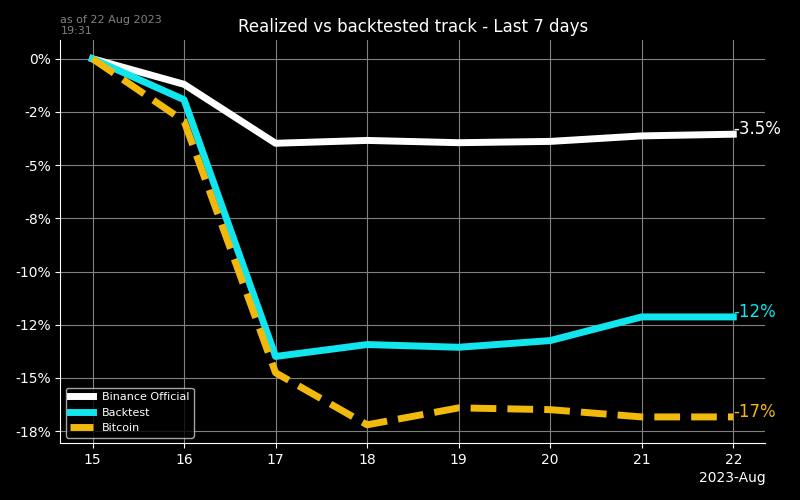 as of 22 Aug 2023
19:31
Realized vs backtested track - Last 7 days
0%
-2%
-5%
-8%
-10%
-12%
-15%
-18%
-3.5%
-12%
-17%
Binance Official
Backtest
Bitcoin
15 16 17 18 19 20 21 22
2023-Aug